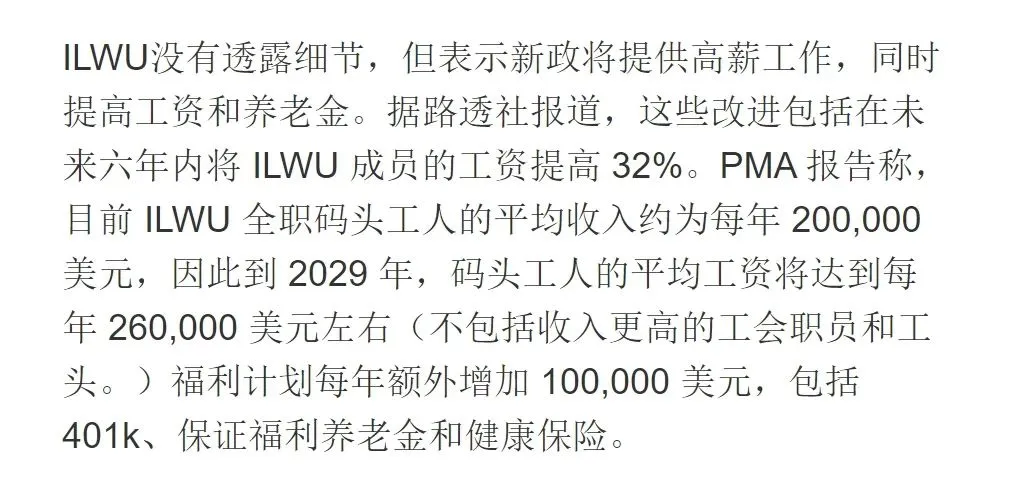 ILWU没有透露细节，但表示新政将提供高薪工作，同时
提高工资和养老金。据路透社报道，这些改进包括在未
来六年内将 ILWU 成员的工资提高 32%。PMA 报告称，
目前 ILWU 全职码头工人的平均收入约为每年 200,000
美元，因此到 2029 年，码头工人的平均工资将达到每
年 260,000 美元左右（不包括收入更高的工会职员和工
头。）福利计划每年额外增加 100,000 美元，包括
401k、保证福利养老金和健康保险。